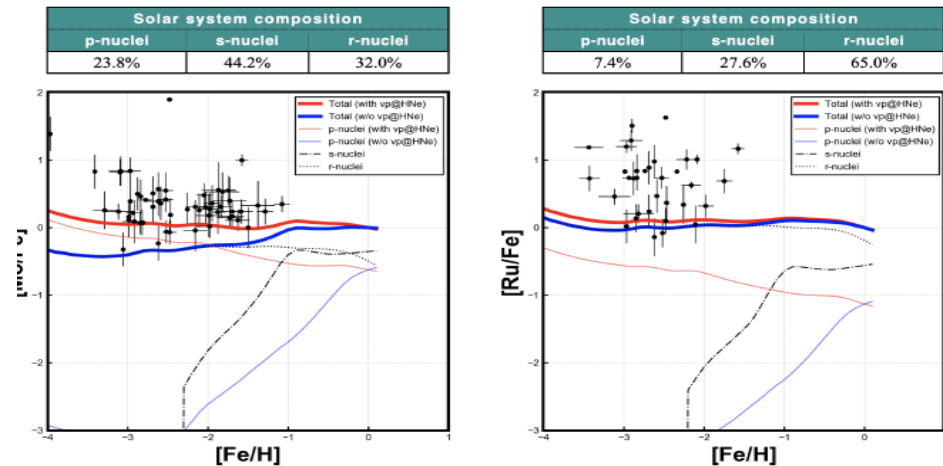 Solar system composition
p-nuclei s-nuclei r-nuclei
23.8% 44.2% 32.0%
2
1
0
−1
−2
−3
Total (with νp@HNe)
Total (w/o νp@HNe)
p-nuclei (with νp@HNe)
p-nuclei (w/o νp@HNe)
s-nuclei
r-nuclei
−4 −3 −2 −1 0 1
[Fe/H]
Solar system composition
p-nuclei s-nuclei r-nuclei
7.4% 27.6% 65.0%
[Ru/Fe]
2
1
0
−1
−2
−3
Total (with νp@HNe)
Total (w/o νp@HNe)
p-nuclei (with νp@HNe)
p-nuclei (w/o νp@HNe)
s-nuclei
r-nuclei
−4 −3 −2 −1 0
[Fe/H]